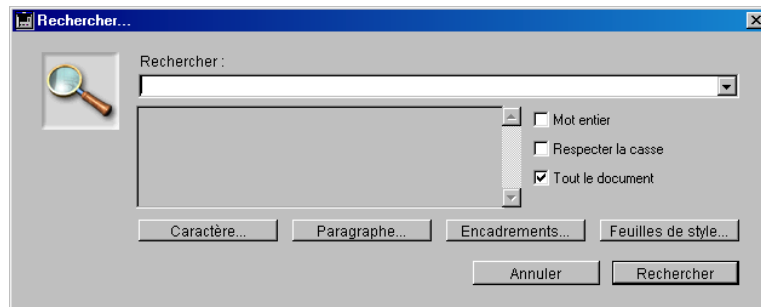 Rechercher...
Rechercher :
Mot entier
Respecter la casse
Tout le document
Caractère... Paragraphe... Encadrements... Feuilles de style...
Annuler Rechercher